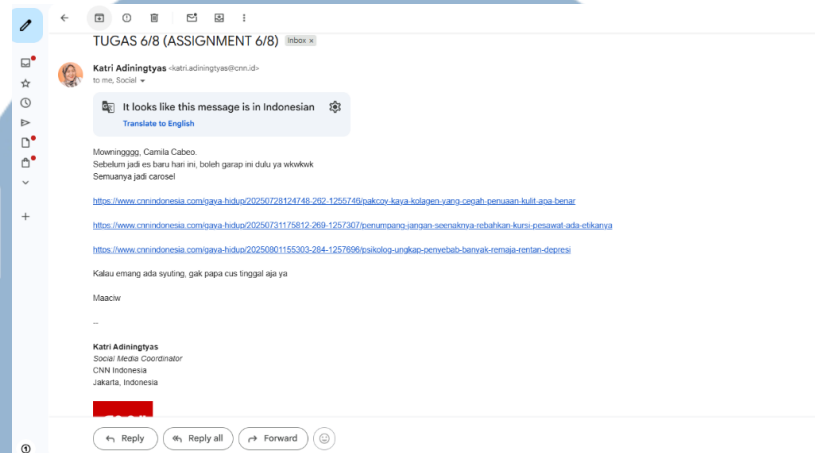 TUGAS 6/8 (ASSIGNMENT 6/8) Inbox ×
Katri Adiningtyas <katri.adiningtyas@cnn.id>
to me, Social
It looks like this message is in Indonesian
Translate to English
Mowningggg, Camila Cabeo.
Sebelum jadi es baru hari ini, boleh garap ini dulu ya wkwkwk
Semuanya jadi carosel
https://www.cnnindonesia.com/gaya-hidup/20250728124748-262-1255746/pakcoy-kaya-kolagen-yang-cegah-penuaan-kulit-apa-benar
https://www.cnnindonesia.com/gaya-hidup/20250731175812-269-1257307/penumpang-jangan-seenaknya-rebahkan-kursi-pesawat-ada-etikanya
https://www.cnnindonesia.com/gaya-hidup/20250801155303-284-1257696/psikolog-ungkap-penyebab-banyak-remaja-rentan-depresi
Kalau emang ada syuting, gak papa cus tinggal aja ya
Maaciw
--
Katri Adiningtyas
Social Media Coordinator
CNN Indonesia
Jakarta, Indonesia
Reply
Reply all
Forward